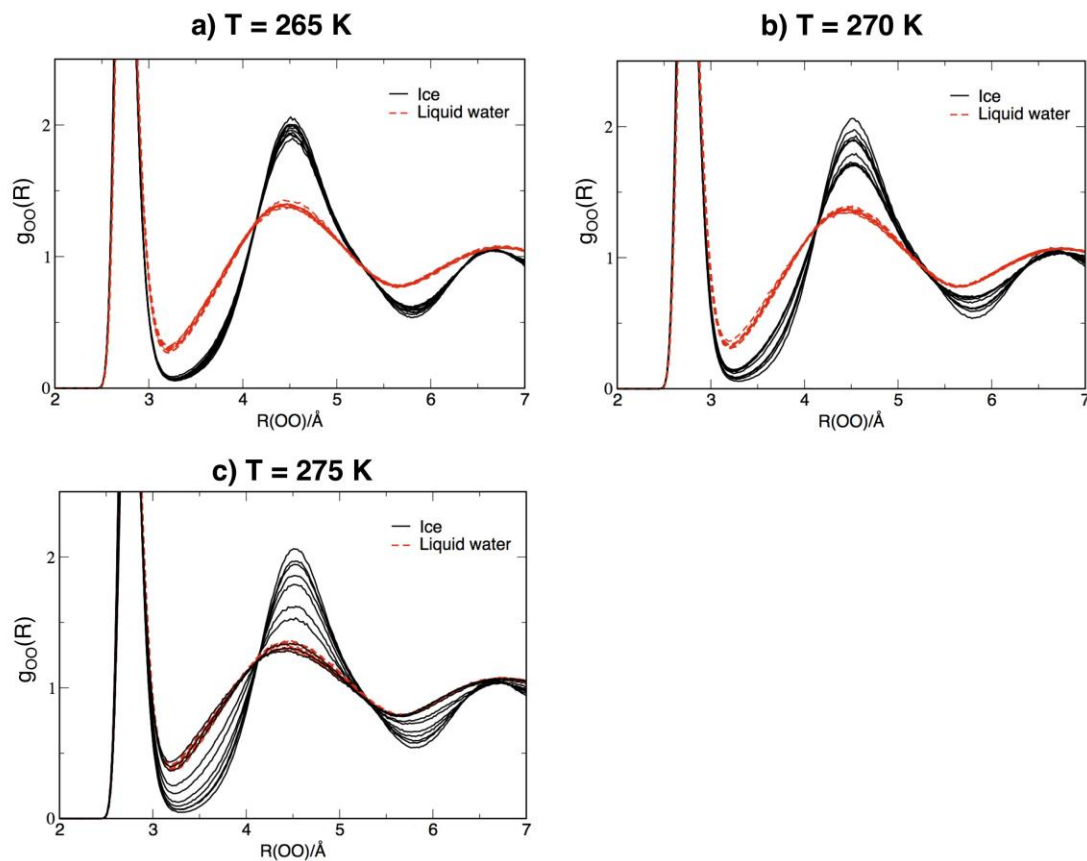 a) T = 265 K
2
1
0
g_OO(R)
Ice
Liquid water
2 3 4 5 6 7
R(OO)/Å
b) T = 270 K
2
1
0
g_OO(R)
Ice
Liquid water
2 3 4 5 6 7
R(OO)/Å
c) T = 275 K
2
1
0
g_OO(R)
Ice
Liquid water
2 3 4 5 6 7
R(OO)/Å